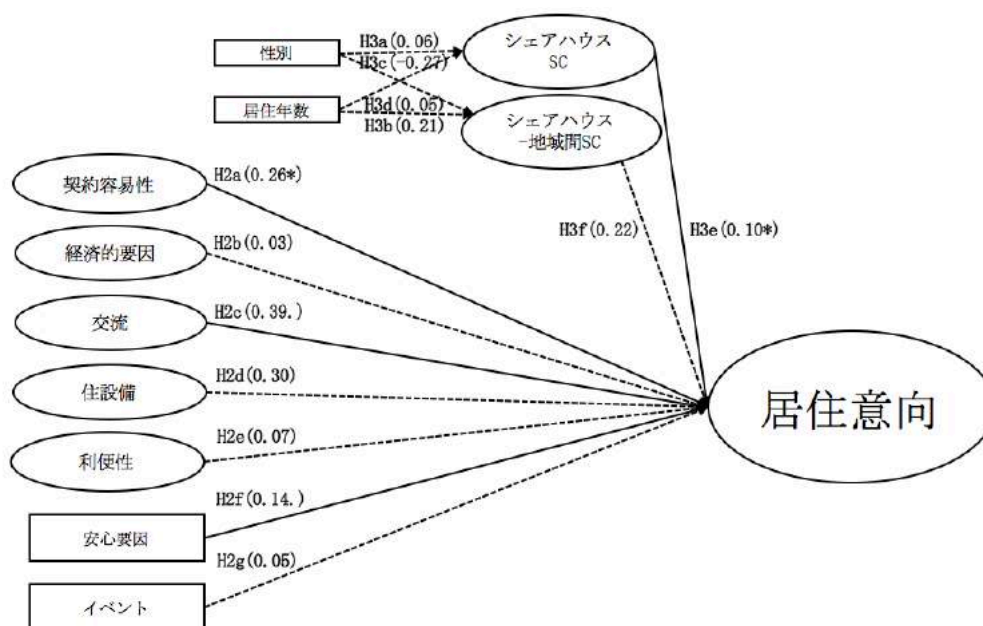 H3a(0.06)
シェアハウス
SC
性別
H3c(-0.27)
居住年数
H3d(0.05)
H3b(0.21)
シェアハウス
-地域間SC
契約容易性
H2a(0.26*)
経済的要因
H2b(0.03)
H3f(0.22)
H3e(0.10*)
交流
H2c(0.39.)
住設備
H2d(0.30)
居住意向
利便性
H2e(0.07)
安心要因
H2f(0.14.)
H2g(0.05)
イベント